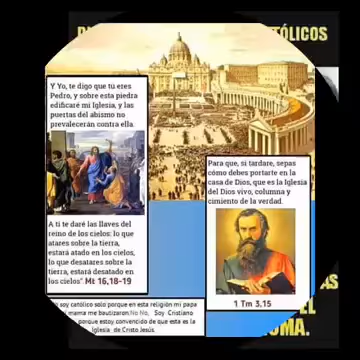 TÓLICOS
Y Yo, te digo que tú eres
Pedro, y sobre esta piedra
edificaré mi Iglesia, y las
puertas del abismo no
prevalecerán contra ella.
A ti te daré las llaves del
reino de los cielos: lo que
atares sobre la tierra,
estará atado en los cielos,
lo que desatares sobre la
tierra, estará desatado en
los cielos". Mt 16,18-19
Para que, si tardare, sepas
cómo debes portarte en la
casa de Dios, que es la Iglesia
del Dios vivo, columna y
cimiento de la verdad.
1 Tm 3,15
o soy católico solo porque en esta religión mi papa
mama me bautizaron.No No, Soy Cristiano
porque estoy convencido de que esta es la
Iglesia de Cristo Jesús.
AS
EL
OMA.